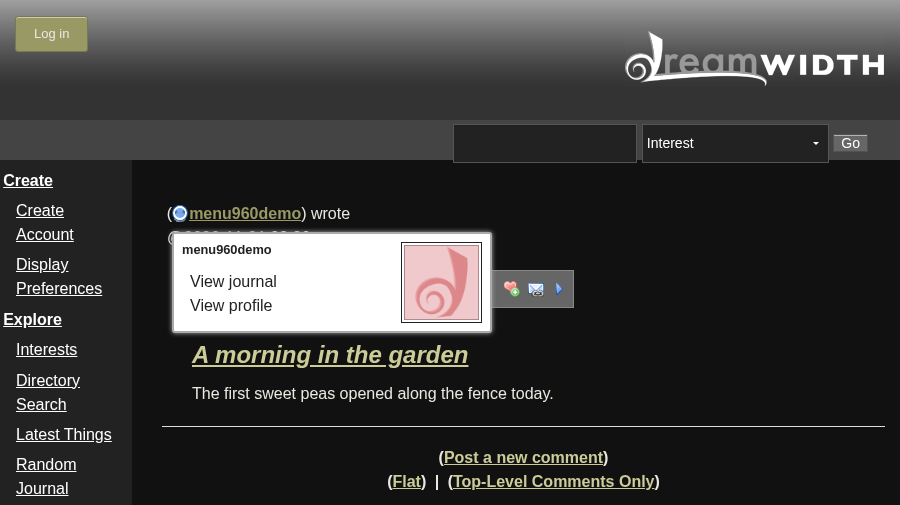 Log in
dreamWIDTH
Interest
Go
Create
Create
Account
Display
Preferences
Explore
Interests
Directory
Search
Latest Things
Random
Journal
(menu960demo) wrote
menu960demo
View journal
View profile
A morning in the garden
The first sweet peas opened along the fence today.
(Post a new comment)
(Flat) | (Top-Level Comments Only)